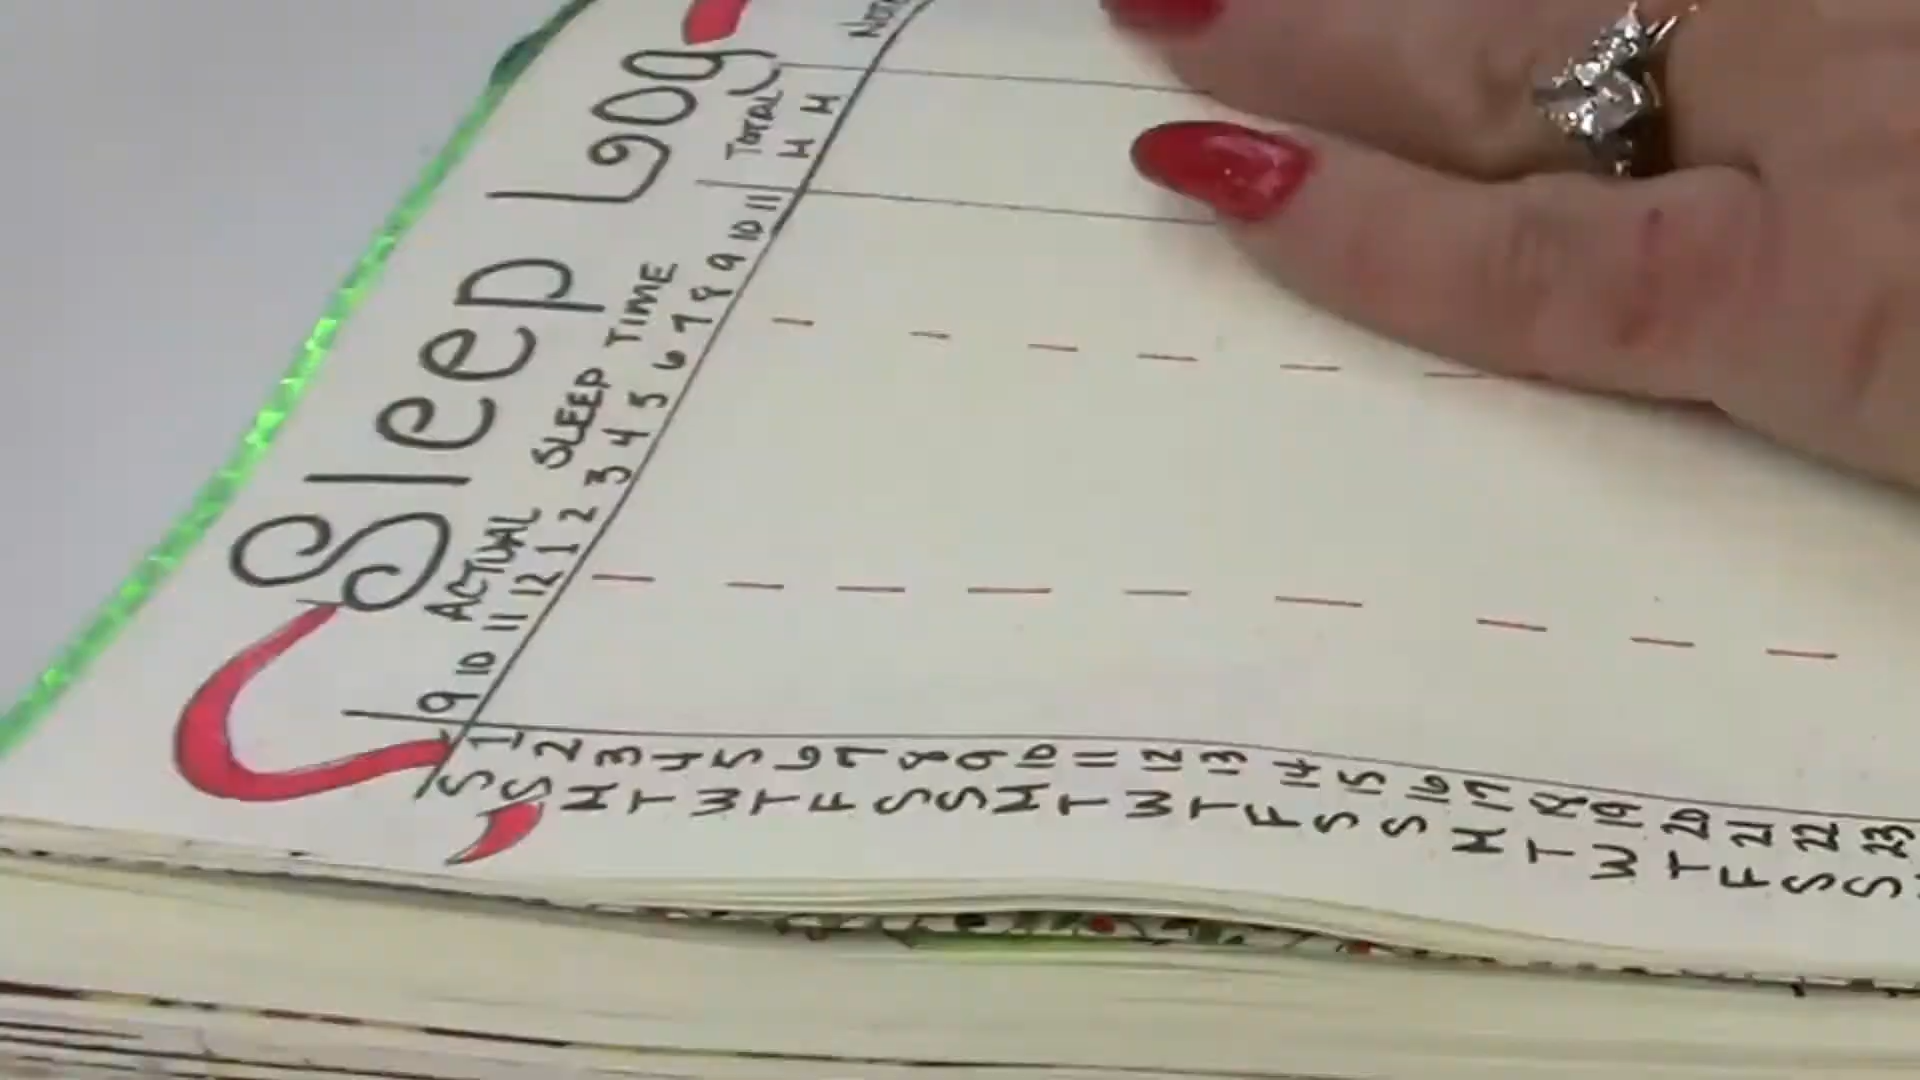 Sleep Log
ACTUAL SLEEP TIME Total
9 10 11 12 1 2 3 4 5 6 7 8 9 10 11 H M
S 1
S 2
M 3
T 4
W 5
T 6
F 7
S 8
S 9
M 10
T 11
W 12
T 13
F 14
S 15
S 16
M 17
T 18
W 19
T 20
F 21
S 22
S 23